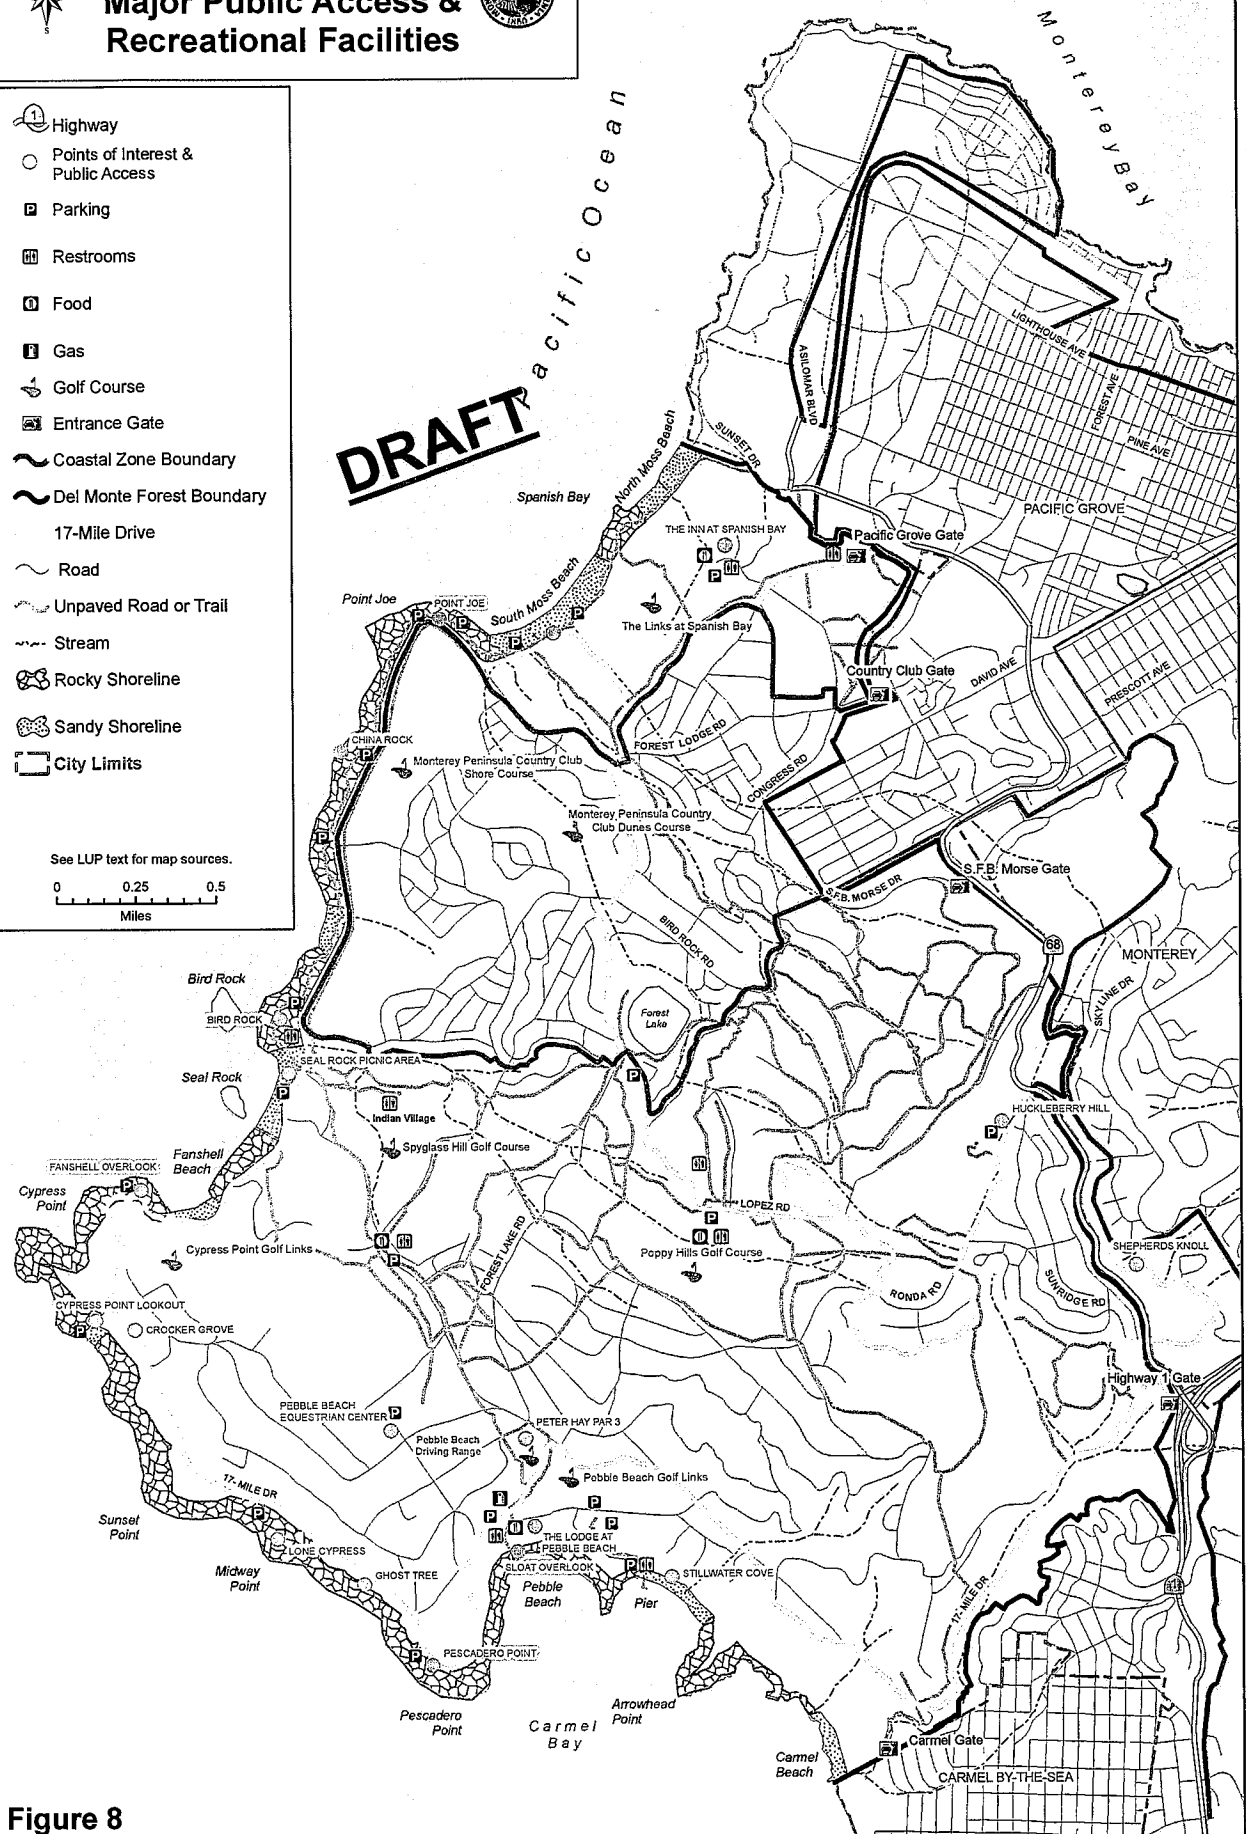 Major Public Access &
Recreational Facilities
S
1
Highway
Points of Interest &
Public Access
P
Parking
Restrooms
Food
Gas
Golf Course
Entrance Gate
Coastal Zone Boundary
Del Monte Forest Boundary
17-Mile Drive
Road
Unpaved Road or Trail
Stream
Rocky Shoreline
Sandy Shoreline
City Limits
See LUP text for map sources.
0 0.25 0.5
Miles
Monterey Bay
Pacific Ocean
DRAFT
LIGHTHOUSE AVE
ASILOMAR BLVD
FOREST AVE
PINE AVE
SUNSET DR
North Moss Beach
Spanish Bay
PACIFIC GROVE
THE INN AT SPANISH BAY
Pacific Grove Gate
South Moss Beach
Point Joe
POINT JOE
The Links at Spanish Bay
Country Club Gate
DAVID AVE
PRESCOTT AVE
FOREST LODGE RD
CHINA ROCK
Monterey Peninsula Country Club
Shore Course
CONGRESS RD
Monterey Peninsula Country
Club Dunes Course
S.F.B. Morse Gate
S.F.B. MORSE DR
BIRD ROCK RD
68
MONTEREY
SKYLINE DR
Bird Rock
BIRD ROCK
Forest
Lake
SEAL ROCK PICNIC AREA
Seal Rock
Indian Village
HUCKLEBERRY HILL
Spyglass Hill Golf Course
Fanshell
Beach
FANSHELL OVERLOOK
Cypress
Point
LOPEZ RD
Cypress Point Golf Links
FOREST LAKE RD
Poppy Hills Golf Course
SHEPHERDS KNOLL
RONDA RD
SUNRIDGE RD
CYPRESS POINT LOOKOUT
CROCKER GROVE
Highway 1 Gate
PEBBLE BEACH
EQUESTRIAN CENTER
PETER HAY PAR 3
Pebble Beach
Driving Range
Pebble Beach Golf Links
17-MILE DR
Sunset
Point
THE LODGE AT
PEBBLE BEACH
LONE CYPRESS
SLOAT OVERLOOK
Midway
Point
GHOST TREE
Pebble
Beach
Pier
STILLWATER COVE
17-MILE DR
PESCADERO POINT
Pescadero
Point
Arrowhead
Point
Carmel
Bay
Carmel
Beach
Carmel Gate
CARMEL BY-THE-SEA
Figure 8